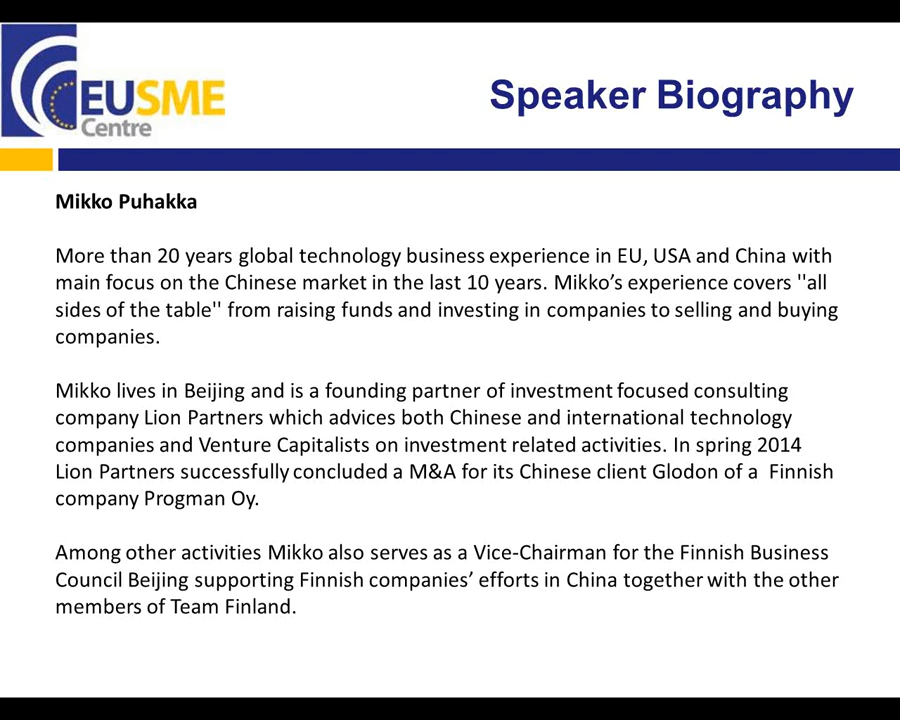 EUSME
Centre
Speaker Biography
Mikko Puhakka
More than 20 years global technology business experience in EU, USA and China with
main focus on the Chinese market in the last 10 years. Mikko’s experience covers ''all
sides of the table'' from raising funds and investing in companies to selling and buying
companies.
Mikko lives in Beijing and is a founding partner of investment focused consulting
company Lion Partners which advices both Chinese and international technology
companies and Venture Capitalists on investment related activities. In spring 2014
Lion Partners successfully concluded a M&A for its Chinese client Glodon of a  Finnish
company Progman Oy.
Among other activities Mikko also serves as a Vice-Chairman for the Finnish Business
Council Beijing supporting Finnish companies’ efforts in China together with the other
members of Team Finland.